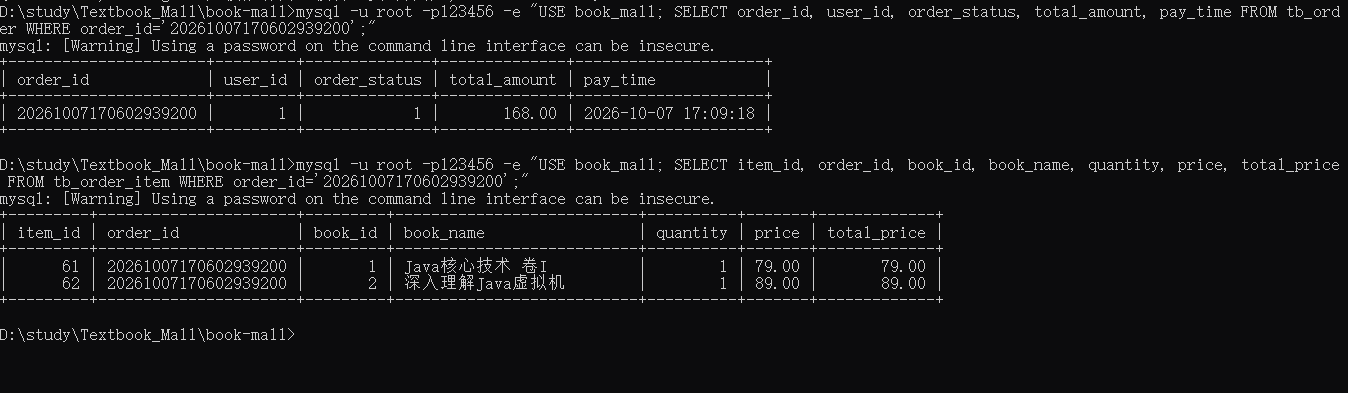 D:\study\Textbook_Mall\book-mall>mysql -u root -p123456 -e "USE book_mall; SELECT order_id, user_id, order_status, total_amount, pay_time FROM tb_ord
er WHERE order_id='20261007170602939200';"
mysql: [Warning] Using a password on the command line interface can be insecure.
+----------------------+---------+--------------+--------------+---------------------+
| order_id             | user_id | order_status | total_amount | pay_time            |
+----------------------+---------+--------------+--------------+---------------------+
| 20261007170602939200 |       1 |            1 |       168.00 | 2026-10-07 17:09:18 |
+----------------------+---------+--------------+--------------+---------------------+
D:\study\Textbook_Mall\book-mall>mysql -u root -p123456 -e "USE book_mall; SELECT item_id, order_id, book_id, book_name, quantity, price, total_price
 FROM tb_order_item WHERE order_id='20261007170602939200';"
mysql: [Warning] Using a password on the command line interface can be insecure.
+---------+----------------------+---------+--------------------------+----------+-------+-------------+
| item_id | order_id             | book_id | book_name                | quantity | price | total_price |
+---------+----------------------+---------+--------------------------+----------+-------+-------------+
|      61 | 20261007170602939200 |       1 | Java核心技术 卷I         |        1 | 79.00 |       79.00 |
|      62 | 20261007170602939200 |       2 | 深入理解Java虚拟机       |        1 | 89.00 |       89.00 |
+---------+----------------------+---------+--------------------------+----------+-------+-------------+
D:\study\Textbook_Mall\book-mall>